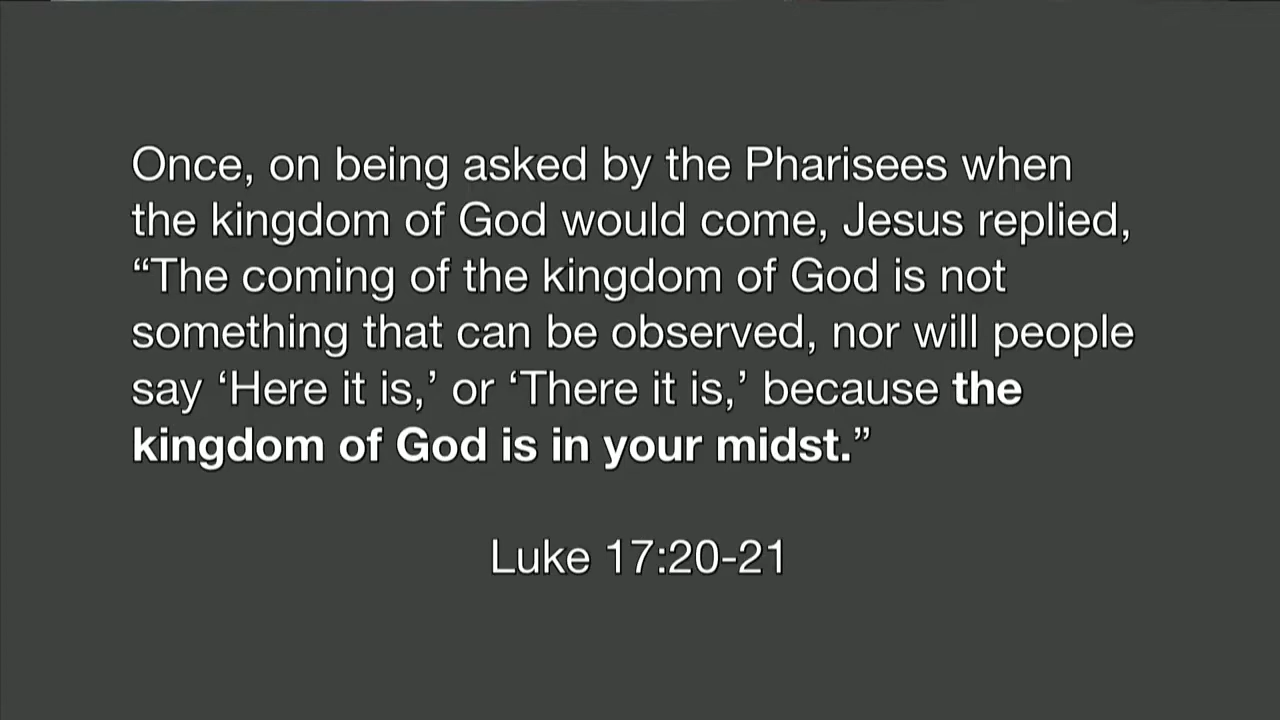 Once, on being asked by the Pharisees when
the kingdom of God would come, Jesus replied,
“The coming of the kingdom of God is not
something that can be observed, nor will people
say ‘Here it is,’ or ‘There it is,’ because the
kingdom of God is in your midst.”
Luke 17:20-21